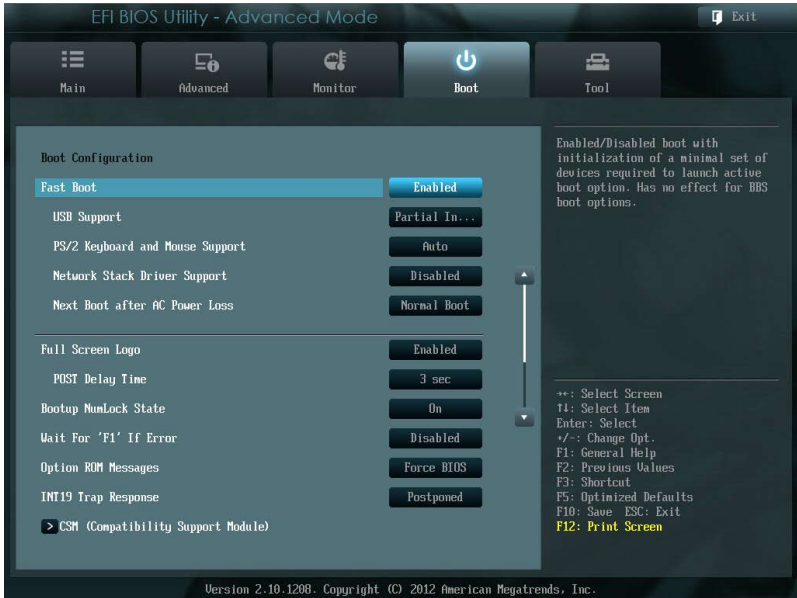 EFI BIOS Utility - Advanced Mode
Exit
Main
Advanced
Monitor
Boot
Tool
Boot Configuration
Fast Boot Enabled
USB Support Partial In...
PS/2 Keyboard and Mouse Support Auto
Network Stack Driver Support Disabled
Next Boot after AC Power Loss Normal Boot
Full Screen Logo Enabled
POST Delay Time 3 sec
Bootup NumLock State On
Wait For 'F1' If Error Disabled
Option ROM Messages Force BIOS
INT19 Trap Response Postponed
> CSM (Compatibility Support Module)
Enabled/Disabled boot with
initialization of a minimal set of
devices required to launch active
boot option. Has no effect for BBS
boot options.
→←: Select Screen
↑↓: Select Item
Enter: Select
+/-: Change Opt.
F1: General Help
F2: Previous Values
F3: Shortcut
F5: Optimized Defaults
F10: Save ESC: Exit
F12: Print Screen
Version 2.10.1208. Copyright (C) 2012 American Megatrends, Inc.